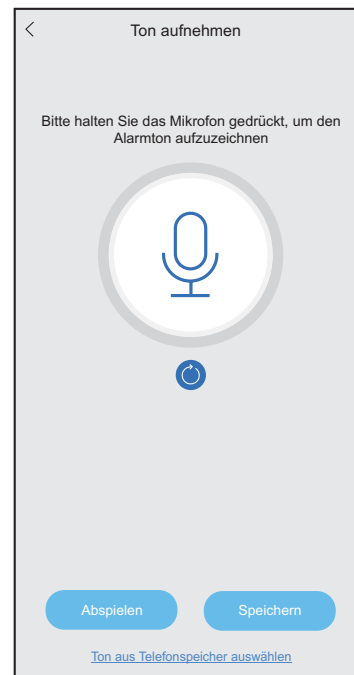 Ton aufnehmen
Bitte halten Sie das Mikrofon gedrückt, um den
Alarmton aufzuzeichnen
Abspielen
Speichern
Ton aus Telefonspeicher auswählen